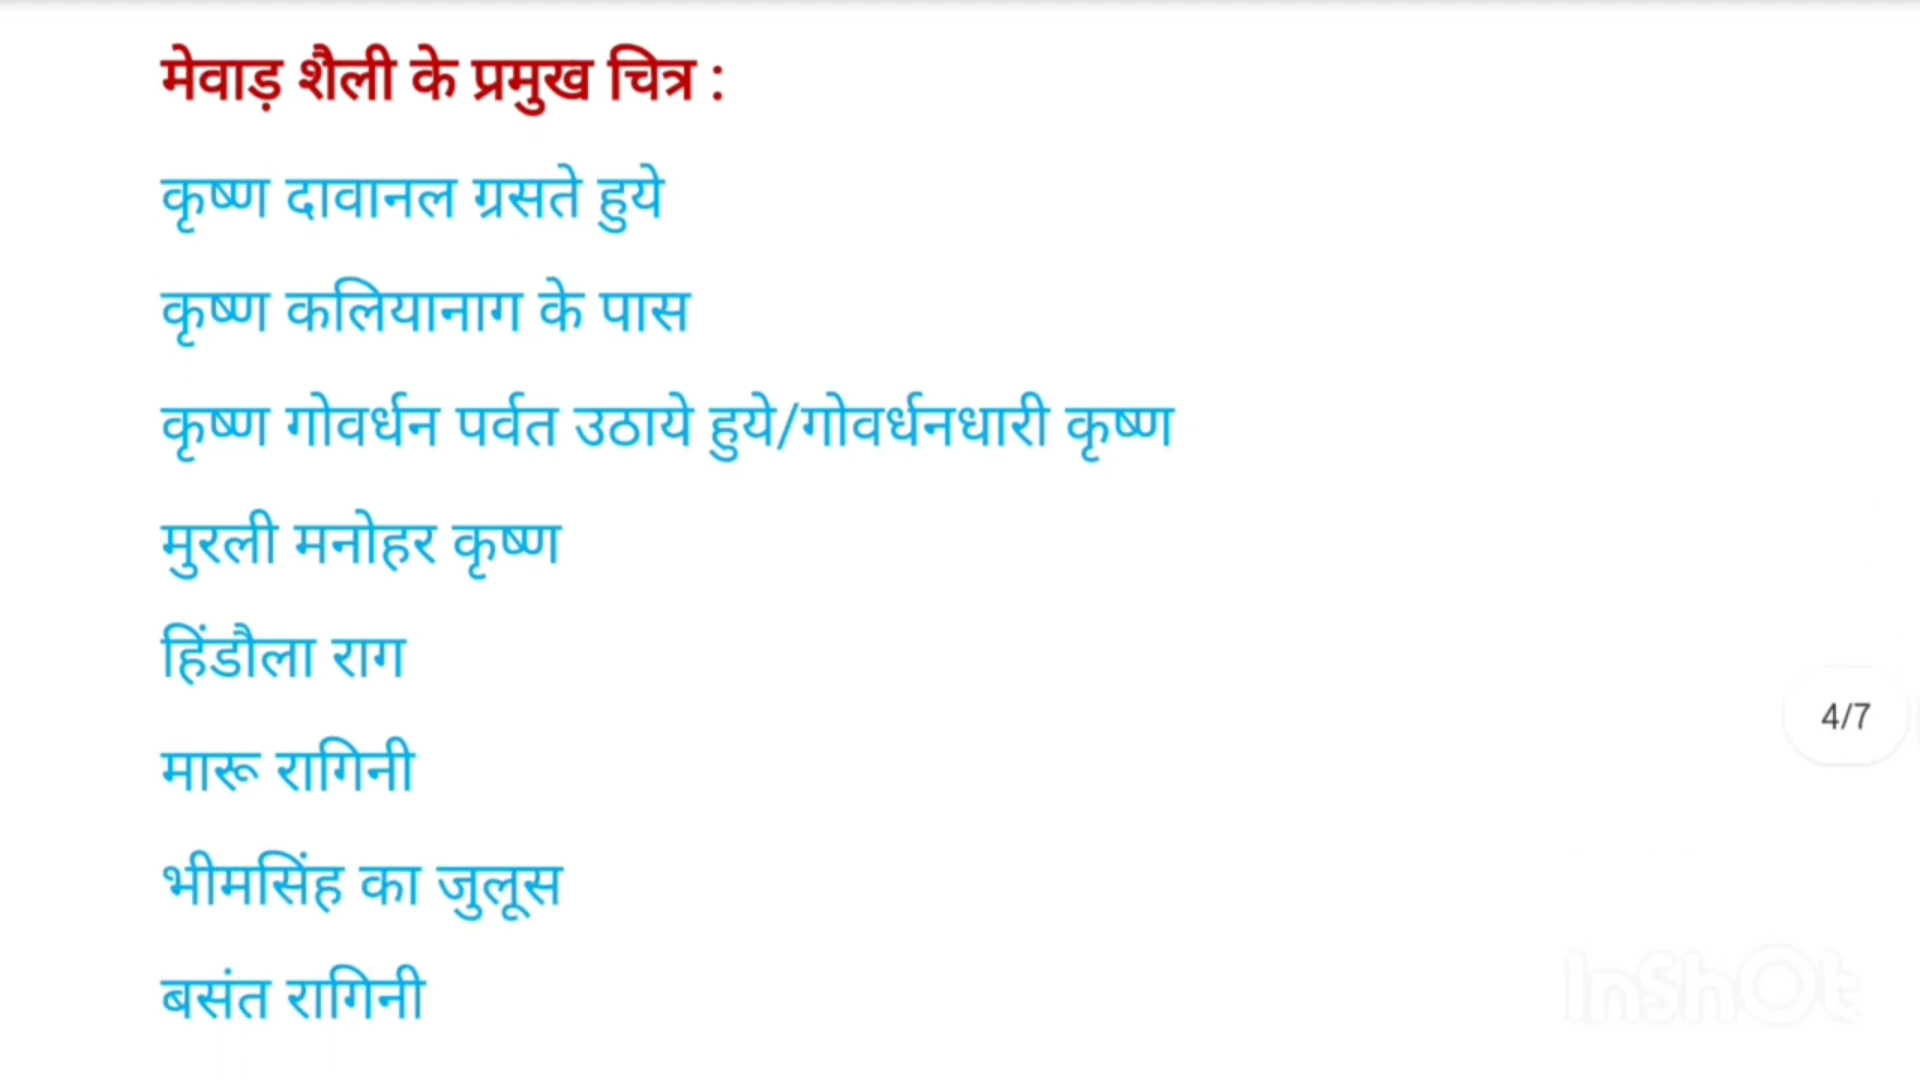 मेवाड़ शैली के प्रमुख चित्र :
कृष्ण दावानल ग्रसते हुये
कृष्ण कलियानाग के पास
कृष्ण गोवर्धन पर्वत उठाये हुये/गोवर्धनधारी कृष्ण
मुरली मनोहर कृष्ण
हिंडौला राग
मारू रागिनी
4/7
भीमसिंह का जुलूस
बसंत रागिनी
InShOt